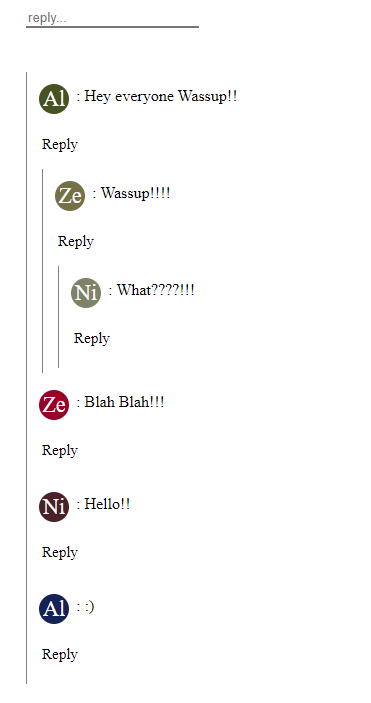 reply...
Al : Hey everyone Wassup!!
Reply
Ze : Wassup!!!!
Reply
Ni : What????!!!
Reply
Ze : Blah Blah!!!
Reply
Ni : Hello!!
Reply
Al : :)
Reply